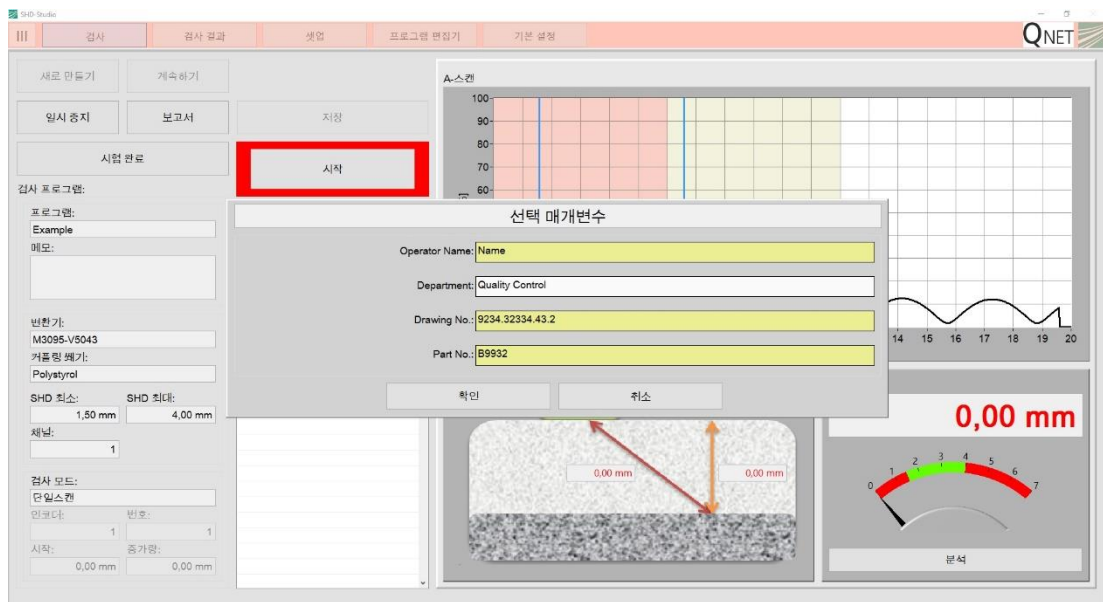 SHD-Studio
검사 검사 결과 셋업 프로그램 편집기 기본 설정
QNET
새로 만들기 계속하기
일시 중지 보고서 저장
시험 완료
시작
검사 프로그램:
프로그램:
Example
메모:
변환기:
M3095-V5043
커플링 쐐기:
Polystyrol
SHD 최소: SHD 최대:
1,50 mm 4,00 mm
채널:
1
검사 모드:
단일스캔
인코더: 번호:
1 1
시작: 증가량:
0,00 mm 0,00 mm
A-스캔
100
90
80
70
60
선택 매개변수
Operator Name: Name
Department: Quality Control
Drawing No.: 9234.32334.43.2
Part No.: B9932
확인 취소
14 15 16 17 18 19 20
0,00 mm 0,00 mm
0,00 mm
0 1 2 3 4 5 6 7
분석